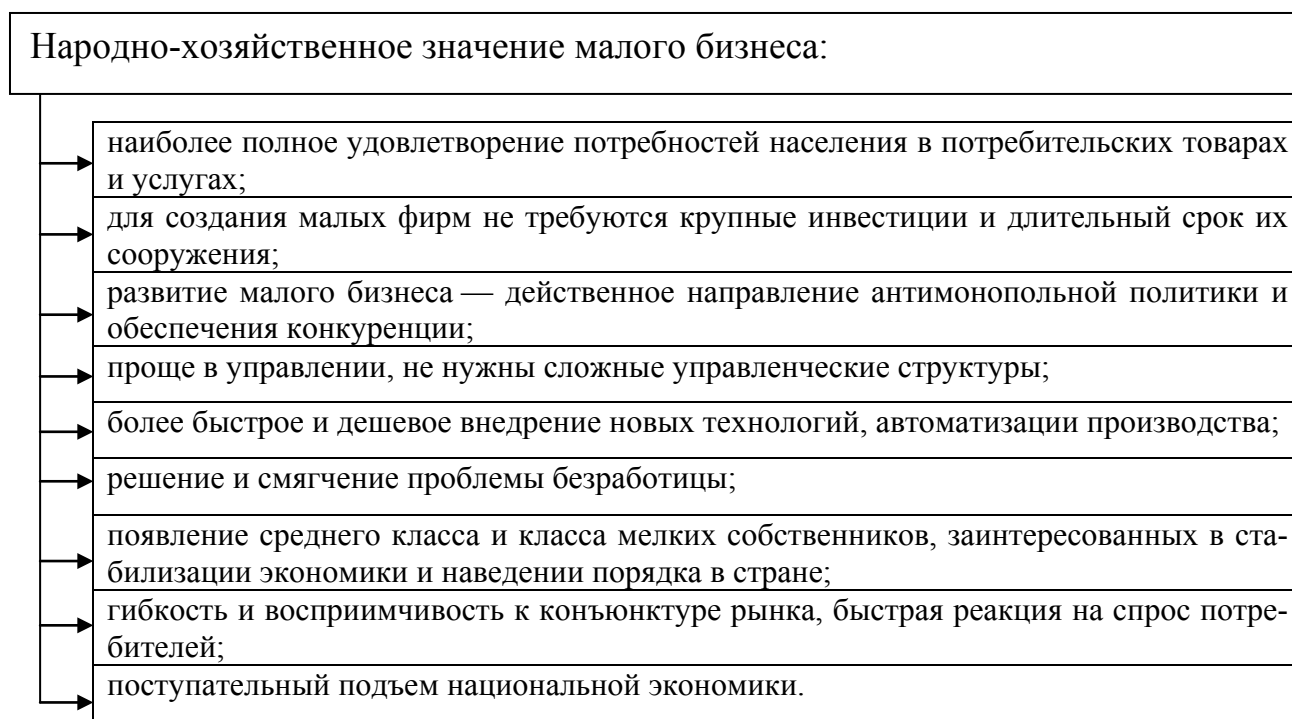 Народно-хозяйственное значение малого бизнеса:
наиболее полное удовлетворение потребностей населения в потребительских товарах
и услугах;
для создания малых фирм не требуются крупные инвестиции и длительный срок их
сооружения;
развитие малого бизнеса — действенное направление антимонопольной политики и
обеспечения конкуренции;
проще в управлении, не нужны сложные управленческие структуры;
более быстрое и дешевое внедрение новых технологий, автоматизации производства;
решение и смягчение проблемы безработицы;
появление среднего класса и класса мелких собственников, заинтересованных в ста-
билизации экономики и наведении порядка в стране;
гибкость и восприимчивость к конъюнктуре рынка, быстрая реакция на спрос потре-
бителей;
поступательный подъем национальной экономики.